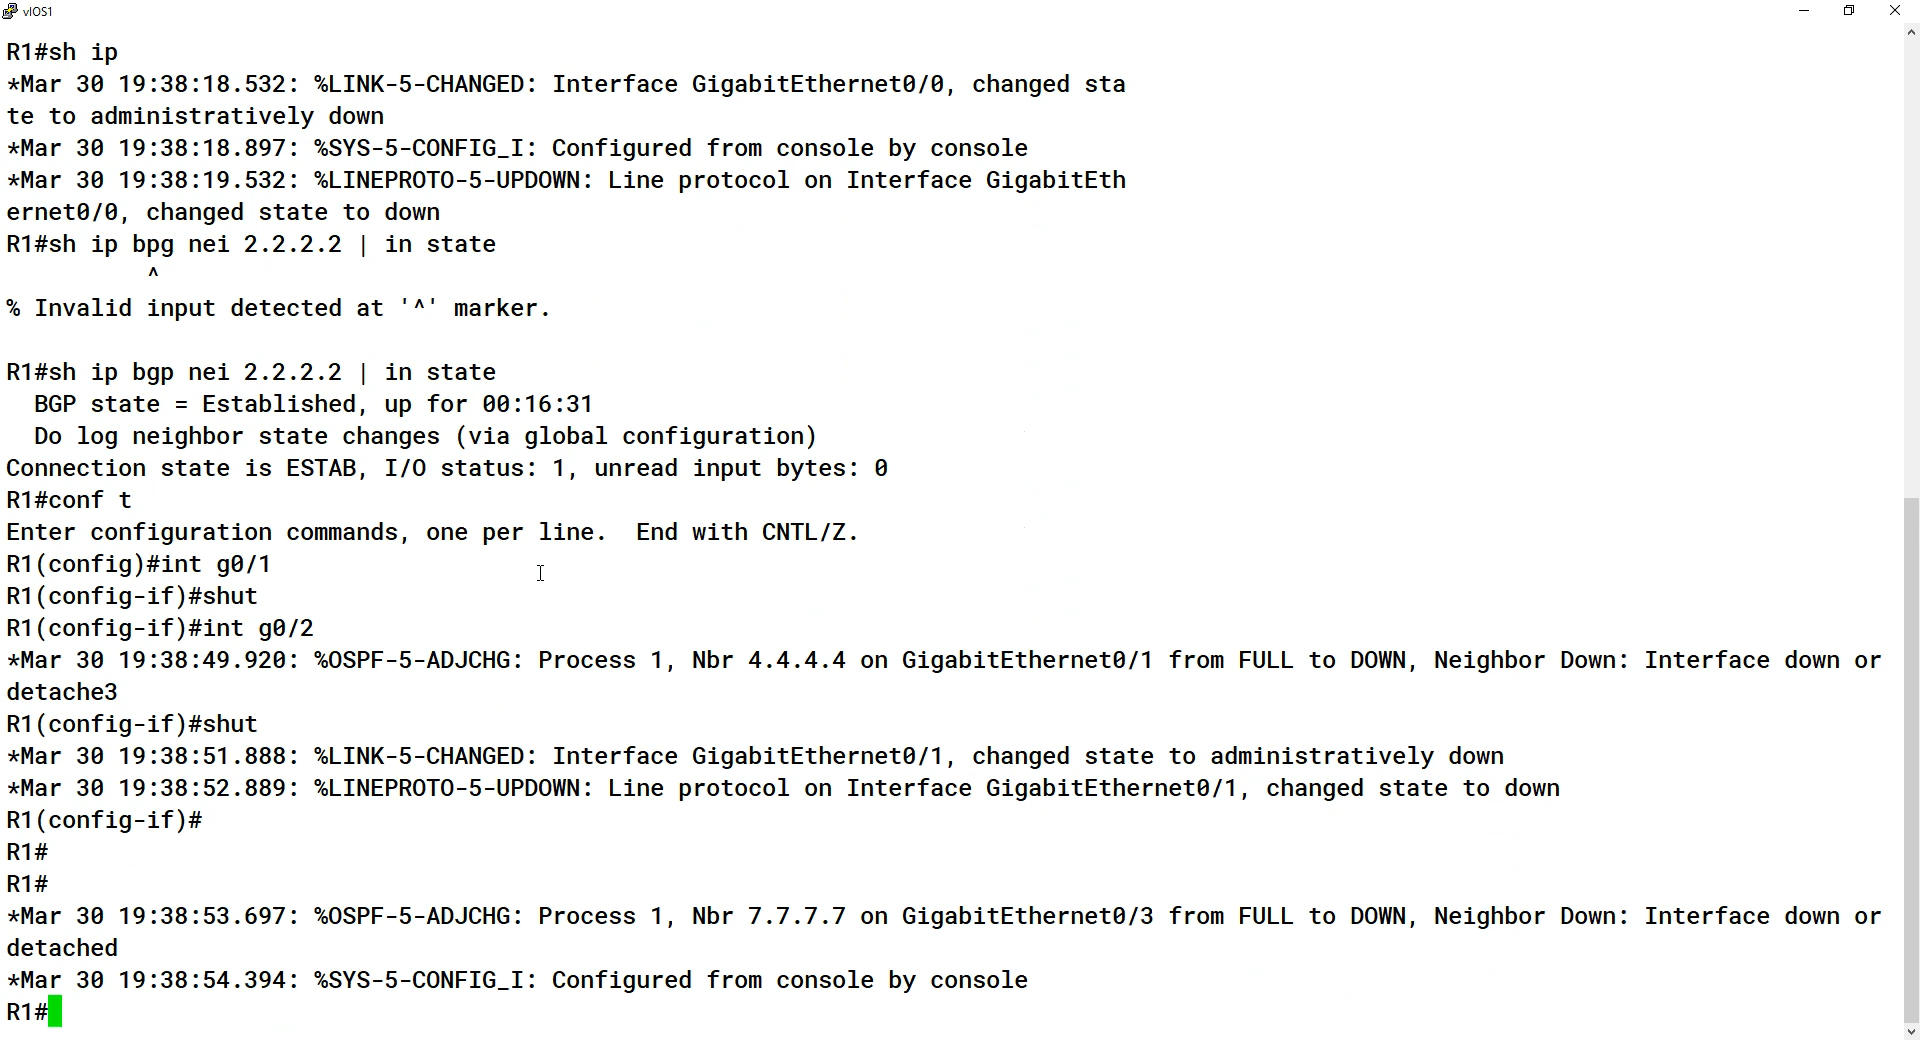 vIOS1
R1#sh ip
*Mar 30 19:38:18.532: %LINK-5-CHANGED: Interface GigabitEthernet0/0, changed sta
te to administratively down
*Mar 30 19:38:18.897: %SYS-5-CONFIG_I: Configured from console by console
*Mar 30 19:38:19.532: %LINEPROTO-5-UPDOWN: Line protocol on Interface GigabitEth
ernet0/0, changed state to down
R1#sh ip bpg nei 2.2.2.2 | in state
^
% Invalid input detected at '^' marker.
R1#sh ip bgp nei 2.2.2.2 | in state
BGP state = Established, up for 00:16:31
Do log neighbor state changes (via global configuration)
Connection state is ESTAB, I/O status: 1, unread input bytes: 0
R1#conf t
Enter configuration commands, one per line.  End with CNTL/Z.
R1(config)#int g0/1
R1(config-if)#shut
R1(config-if)#int g0/2
*Mar 30 19:38:49.920: %OSPF-5-ADJCHG: Process 1, Nbr 4.4.4.4 on GigabitEthernet0/1 from FULL to DOWN, Neighbor Down: Interface down or
detache3
R1(config-if)#shut
*Mar 30 19:38:51.888: %LINK-5-CHANGED: Interface GigabitEthernet0/1, changed state to administratively down
*Mar 30 19:38:52.889: %LINEPROTO-5-UPDOWN: Line protocol on Interface GigabitEthernet0/1, changed state to down
R1(config-if)#
R1#
R1#
*Mar 30 19:38:53.697: %OSPF-5-ADJCHG: Process 1, Nbr 7.7.7.7 on GigabitEthernet0/3 from FULL to DOWN, Neighbor Down: Interface down or
detached
*Mar 30 19:38:54.394: %SYS-5-CONFIG_I: Configured from console by console
R1#